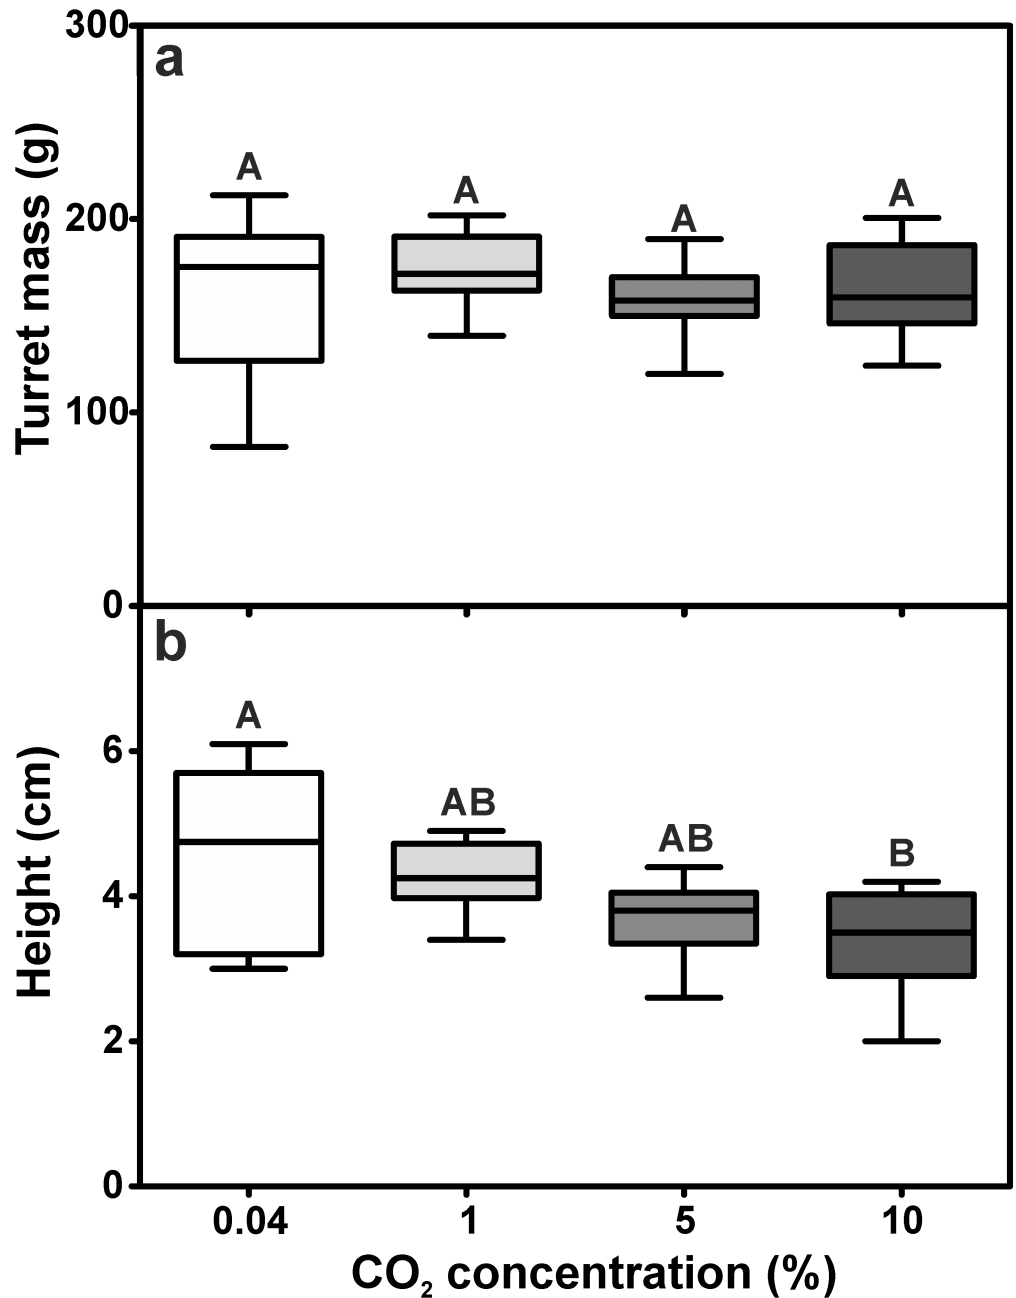 300
a
A
A
A
A
200
100
0
Turret mass (g)
b
A
AB
AB
B
6
4
2
0
Height (cm)
0.04 1 5 10
CO₂ concentration (%)